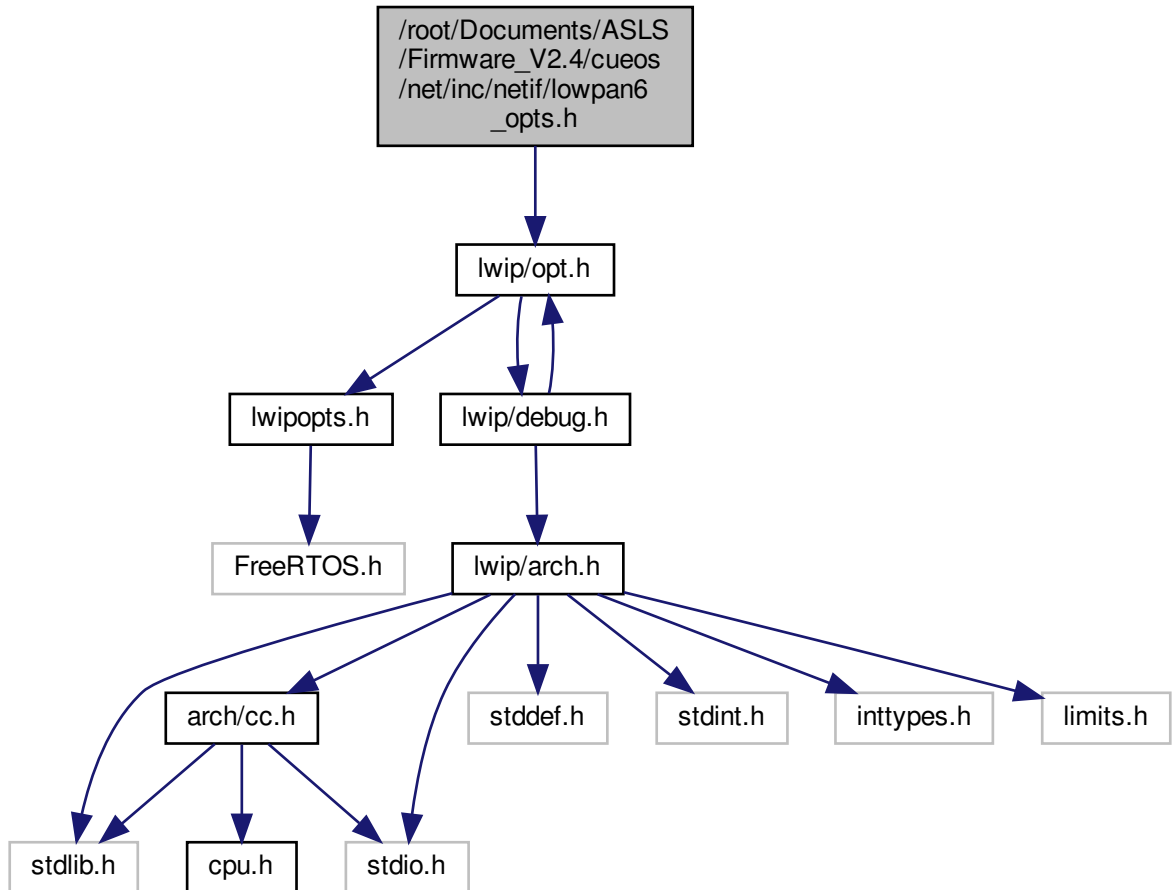 /root/Documents/ASLS
/Firmware_V2.4/cueos
/net/inc/netif/lowpan6
_opts.h
lwip/opt.h
lwipopts.h
lwip/debug.h
FreeRTOS.h
lwip/arch.h
arch/cc.h
stddef.h
stdint.h
inttypes.h
limits.h
stdlib.h
cpu.h
stdio.h